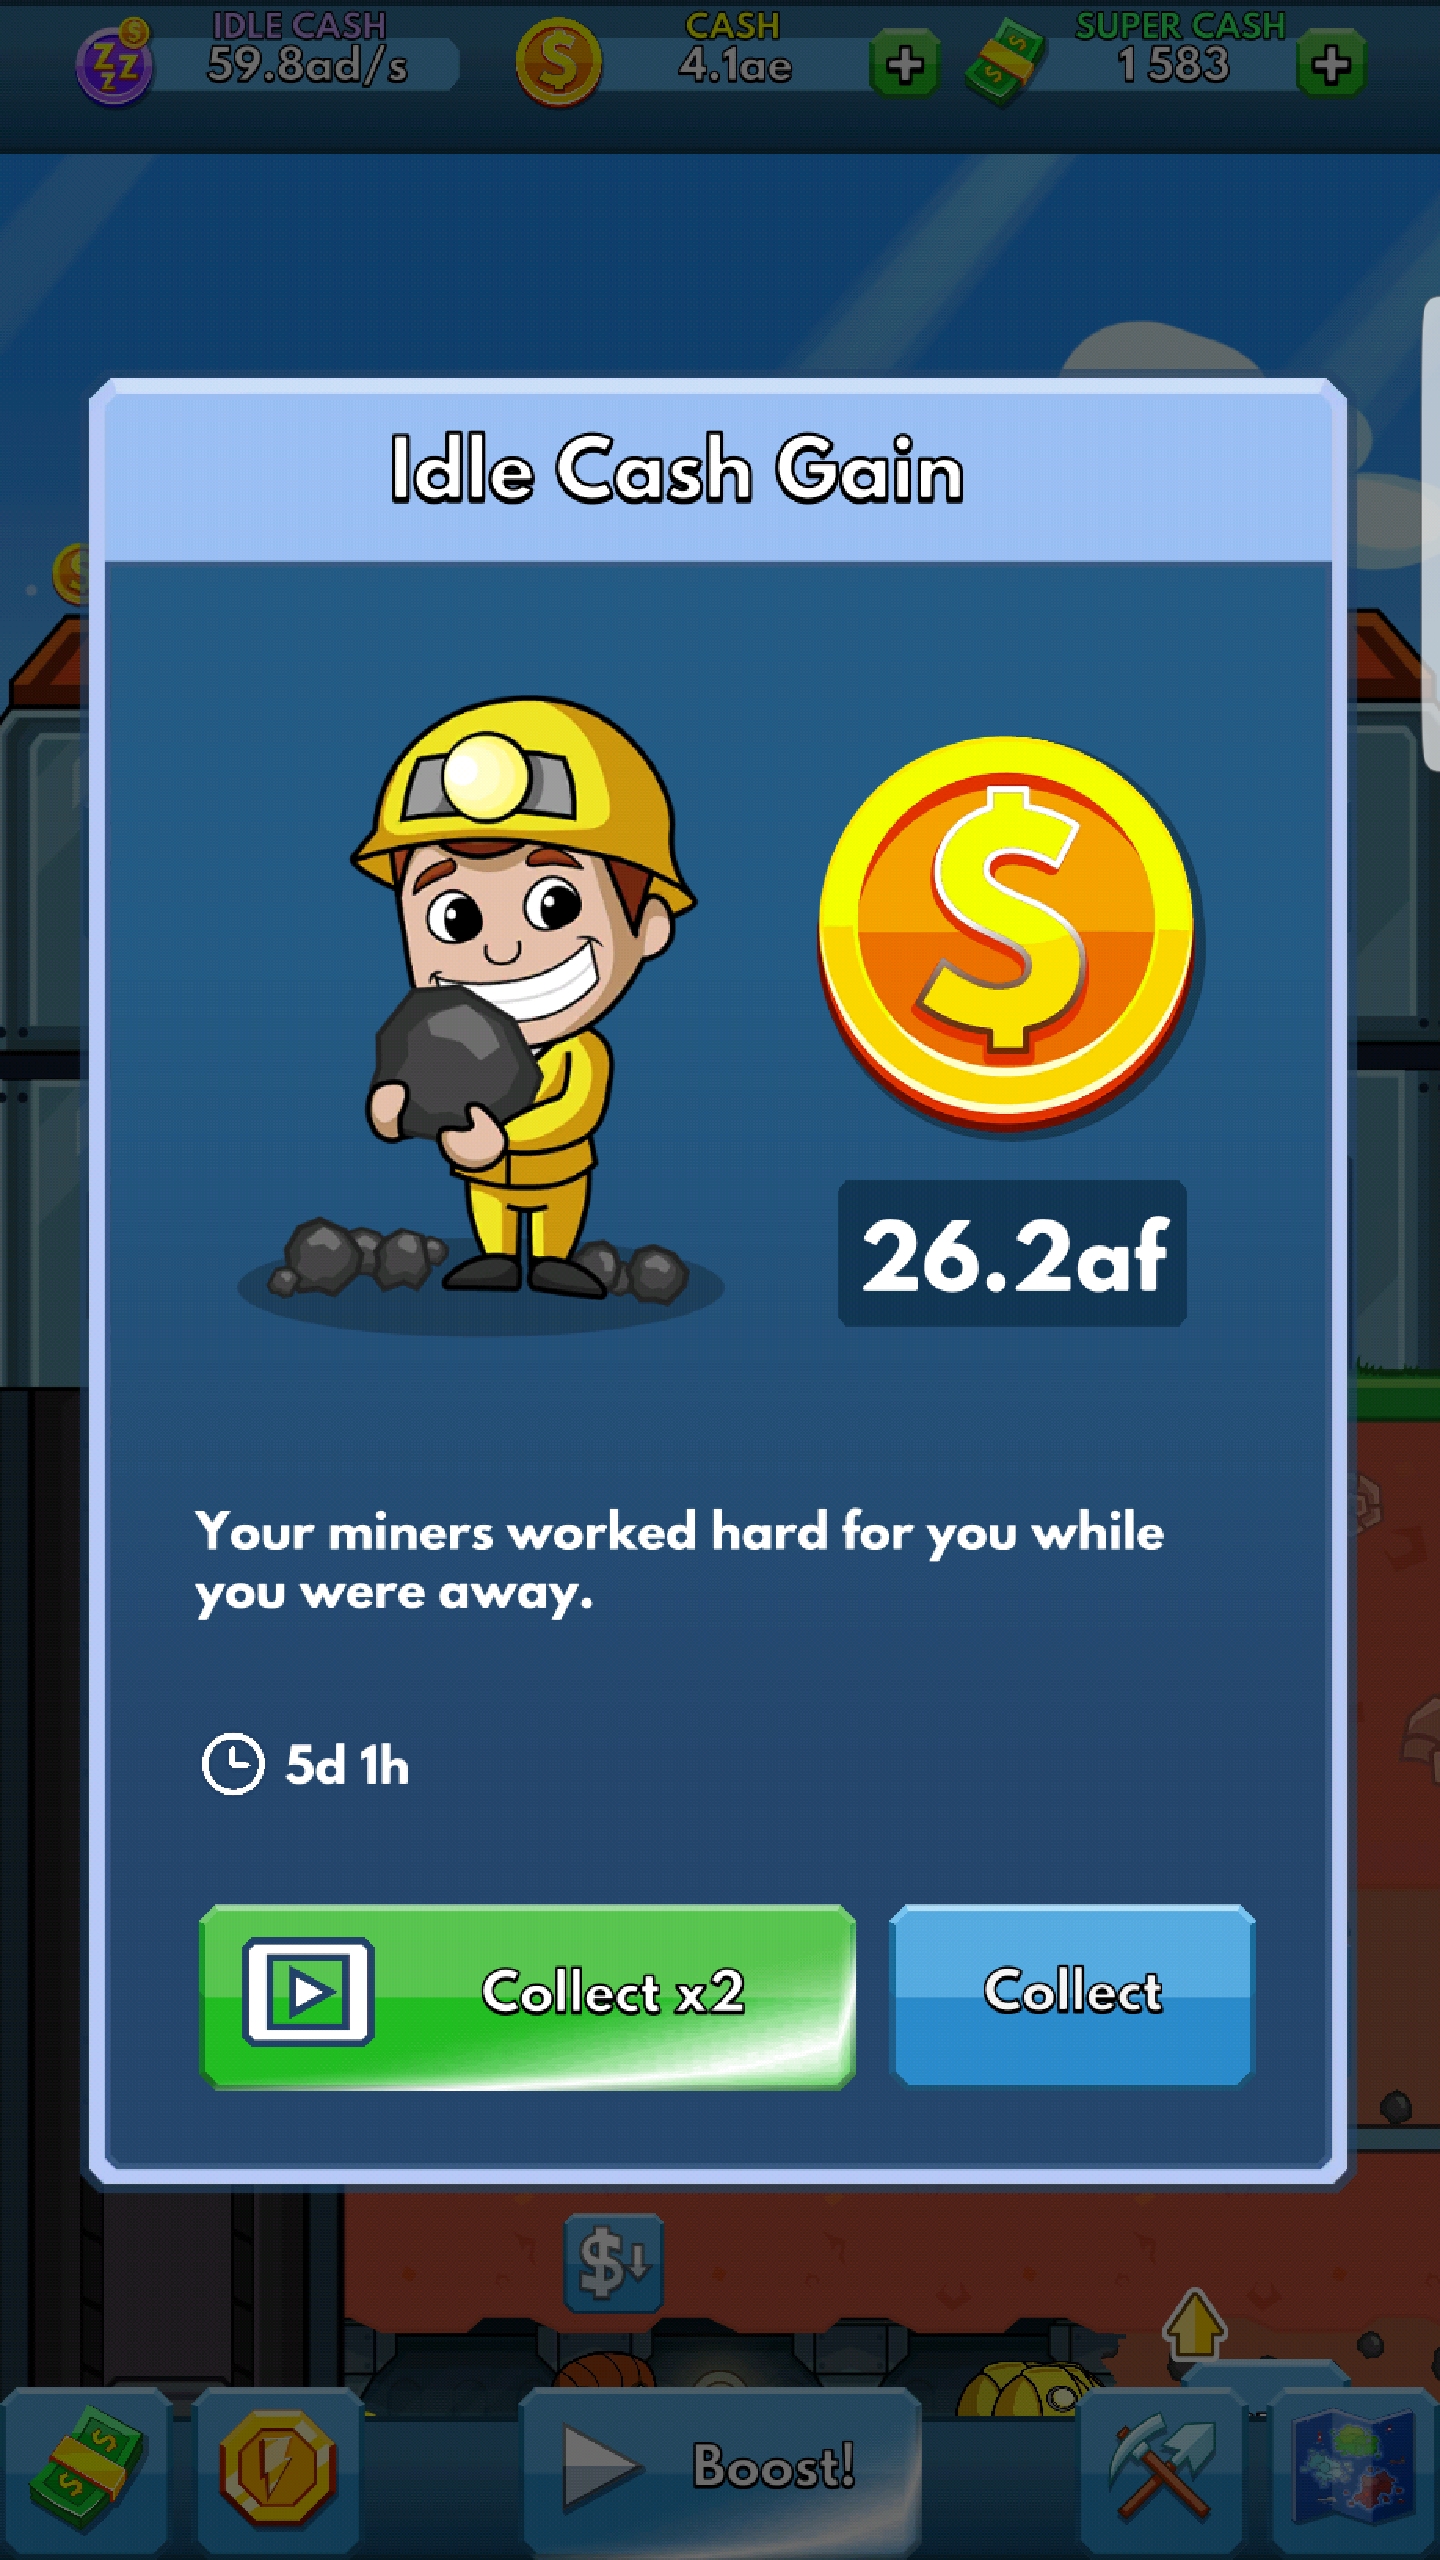 IDLE CASH
59.8ad/s
CASH
4.1ae
SUPER CASH
1 583
Idle Cash Gain
26.2af
Your miners worked hard for you while
you were away.
5d 1h
Collect x2
Collect
Boost!